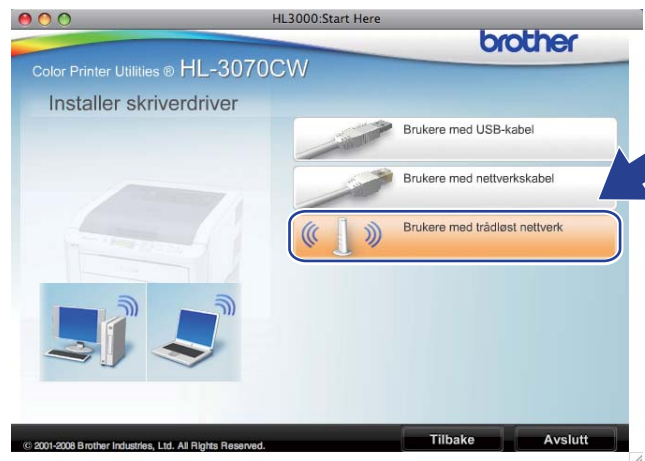 HL3000:Start Here
brother
Color Printer Utilities ® HL-3070CW
Installer skriverdriver
Brukere med USB-kabel
Brukere med nettverkskabel
Brukere med trådløst nettverk
© 2001-2008 Brother Industries, Ltd. All Rights Reserved.
Tilbake
Avslutt